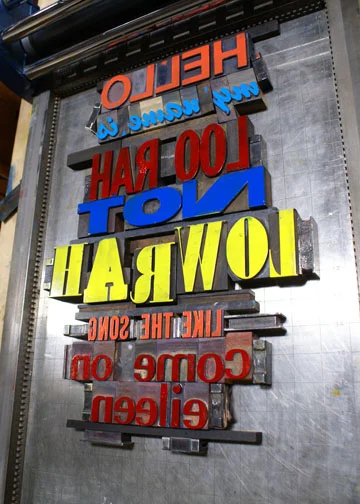 HELLO
my name is
LOO RAH
NOT
LOWRAH
LIKE THE SONG
come on
eileen